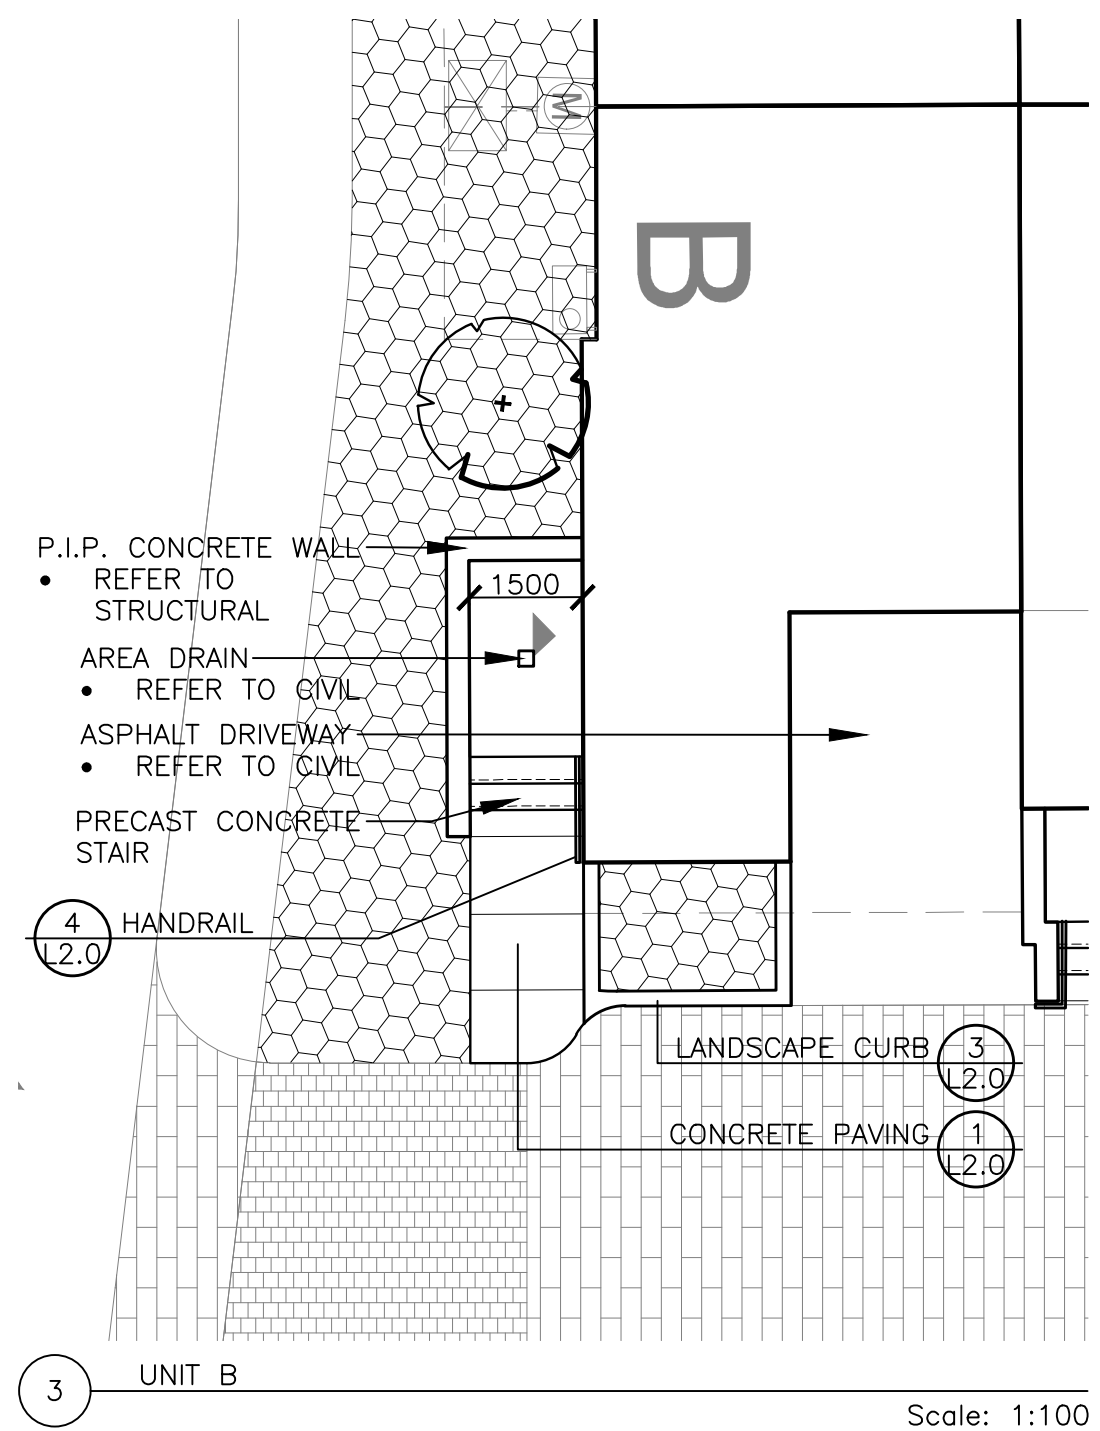 M
B
P.I.P. CONCRETE WALL
• REFER TO
STRUCTURAL
1500
AREA DRAIN
• REFER TO CIVIL
ASPHALT DRIVEWAY
• REFER TO CIVIL
PRECAST CONCRETE
STAIR
4
L2.0
HANDRAIL
LANDSCAPE CURB
3
L2.0
CONCRETE PAVING
1
L2.0
3
UNIT B
Scale: 1:100